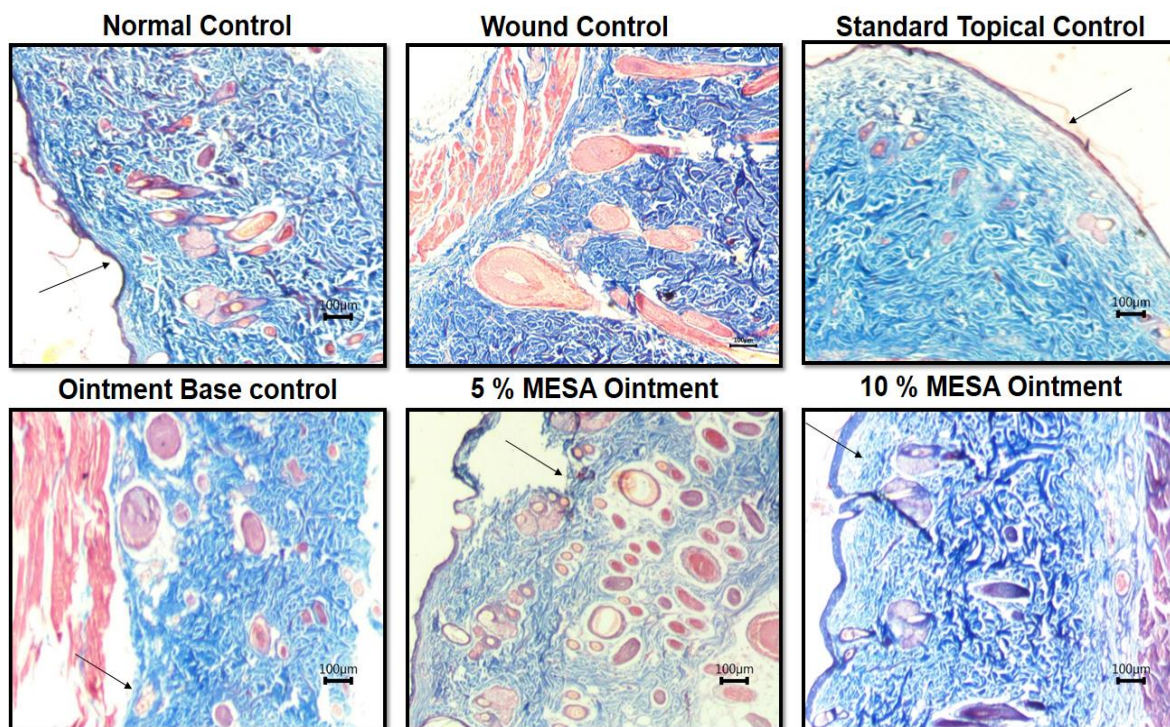 Normal Control
Wound Control
Standard Topical Control
100µm
100µm
100µm
Ointment Base control
5 % MESA Ointment
10 % MESA Ointment
100µm
100µm
100µm